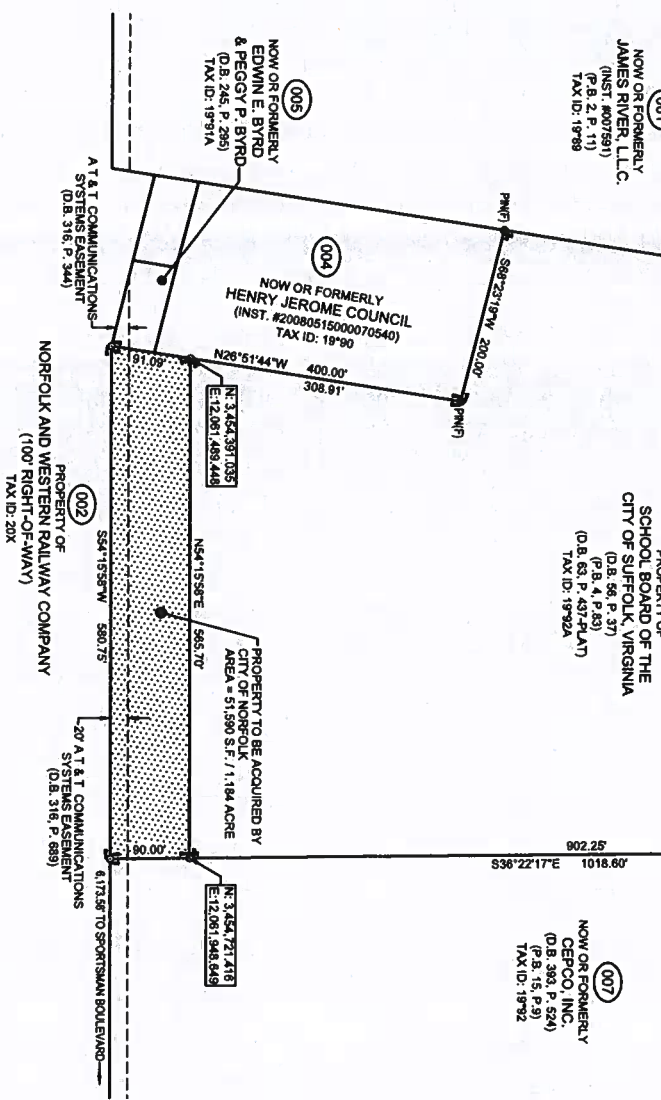 NOW OR FORMERLY
JAMES RIVER, L.L.C.
(INST. #007591)
(P.B. 2, P. 11)
TAX ID: 19*89
005
NOW OR FORMERLY
EDWIN E. BYRD
& PEGGY P. BYRD
(D.B. 245, P. 295)
TAX ID: 19*91A
A T & T COMMUNICATIONS
SYSTEMS EASEMENT
(D.B. 316, P. 344)
PIN(F)
S68°23'19"W 200.00'
PIN(F)
004
NOW OR FORMERLY
HENRY JEROME COUNCIL
(INST. #20080515000070540)
TAX ID: 19*90
N26°51'44"W 400.00'
308.91'
91.09'
N: 3,454,391.035
E:12,061,489.448
PROPERTY OF
SCHOOL BOARD OF THE
CITY OF SUFFOLK, VIRGINIA
(D.B. 56, P. 37)
(P.B. 4, P.83)
(D.B. 63, P. 437-PLAT)
TAX ID: 19*92A
N54°15'58"E 565.70'
PROPERTY TO BE ACQUIRED BY
CITY OF NORFOLK
AREA = 51,590 S.F. / 1.184 ACRE
S54°15'58"W 580.75'
002
PROPERTY OF
NORFOLK AND WESTERN RAILWAY COMPANY
(100' RIGHT-OF-WAY)
TAX ID: 20X
20' A T & T COMMUNICATIONS
SYSTEMS EASEMENT
(D.B. 316, P. 689)
90.00'
N: 3,454,721.416
E:12,061,948.649
902.25'
S36°22'17"E 1018.60'
007
NOW OR FORMERLY
CEPCO, INC.
(D.B. 393, P. 524)
(P.B. 15, P.9)
TAX ID: 19*92
6,173.58' TO SPORTSMAN BOULEVARD